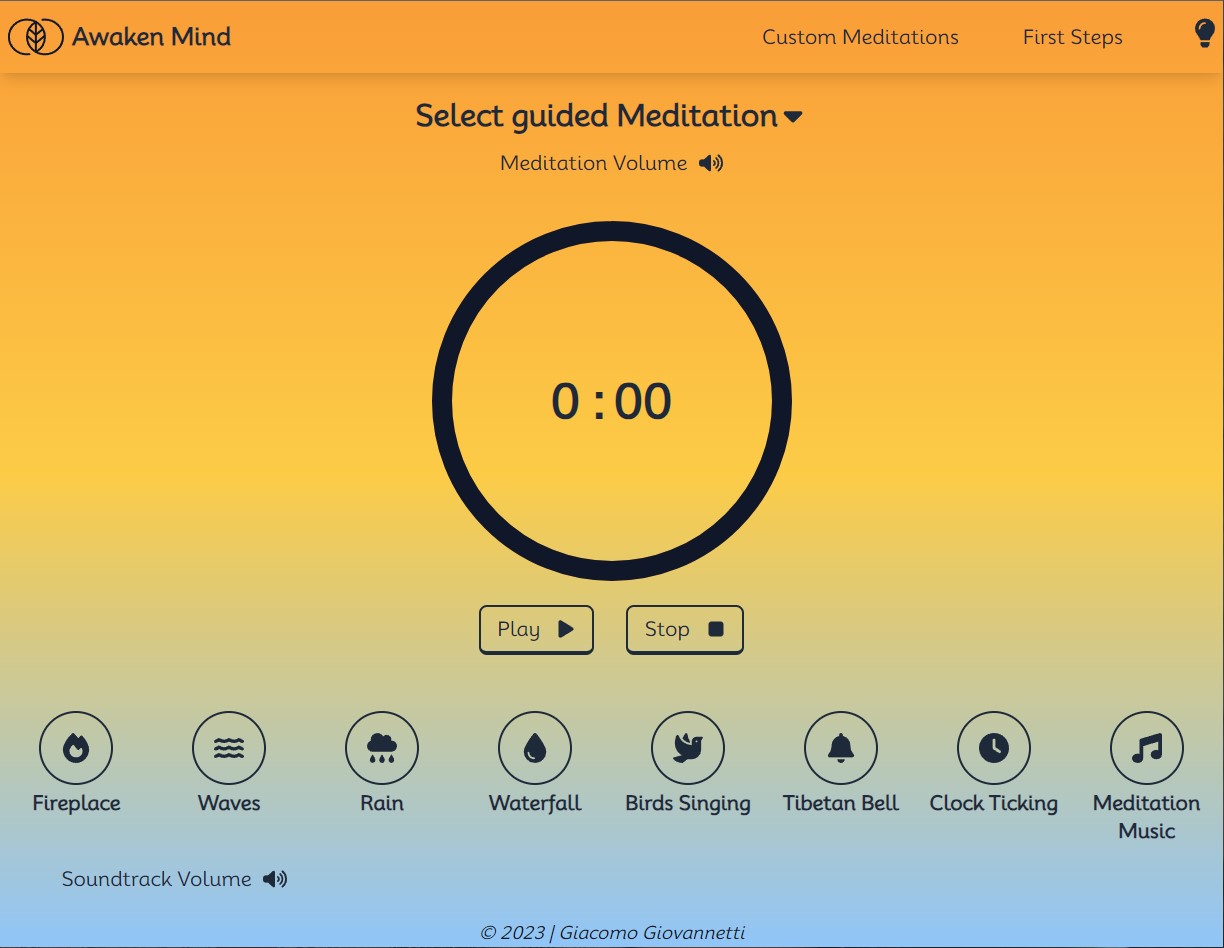 Awaken Mind
Custom Meditations
First Steps
Select guided Meditation
Meditation Volume
0 : 00
Play
Stop
Fireplace
Waves
Rain
Waterfall
Birds Singing
Tibetan Bell
Clock Ticking
Meditation
Music
Soundtrack Volume
© 2023 | Giacomo Giovannetti